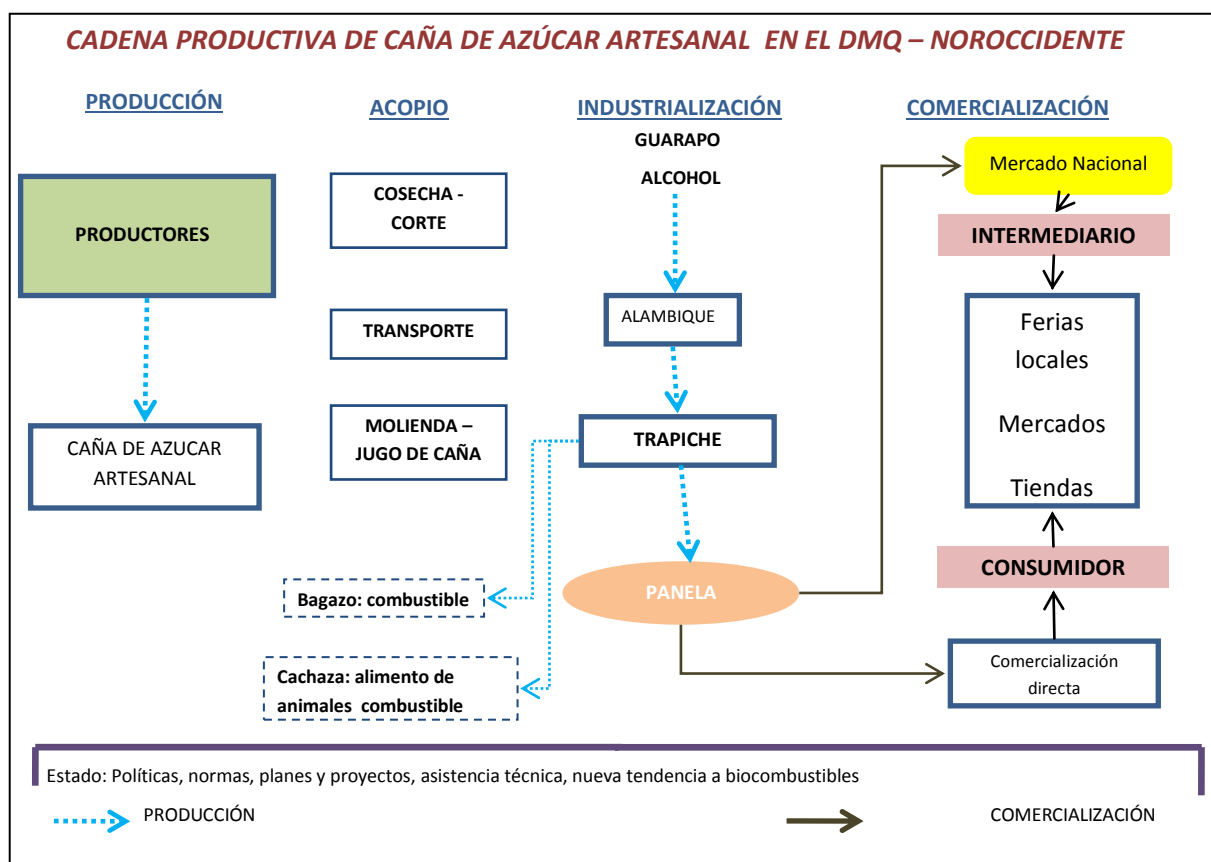 CADENA PRODUCTIVA DE CAÑA DE AZÚCAR ARTESANAL EN EL DMQ – NOROCCIDENTE
PRODUCCIÓN
PRODUCTORES
CAÑA DE AZUCAR
ARTESANAL
ACOPIO
COSECHA -
CORTE
TRANSPORTE
MOLIENDA –
JUGO DE CAÑA
Bagazo: combustible
Cachaza: alimento de
animales combustible
INDUSTRIALIZACIÓN
GUARAPO
ALCOHOL
ALAMBIQUE
TRAPICHE
PANELA
COMERCIALIZACIÓN
Mercado Nacional
INTERMEDIARIO
Ferias
locales
Mercados
Tiendas
CONSUMIDOR
Comercialización
directa
Estado: Políticas, normas, planes y proyectos, asistencia técnica, nueva tendencia a biocombustibles
PRODUCCIÓN
COMERCIALIZACIÓN